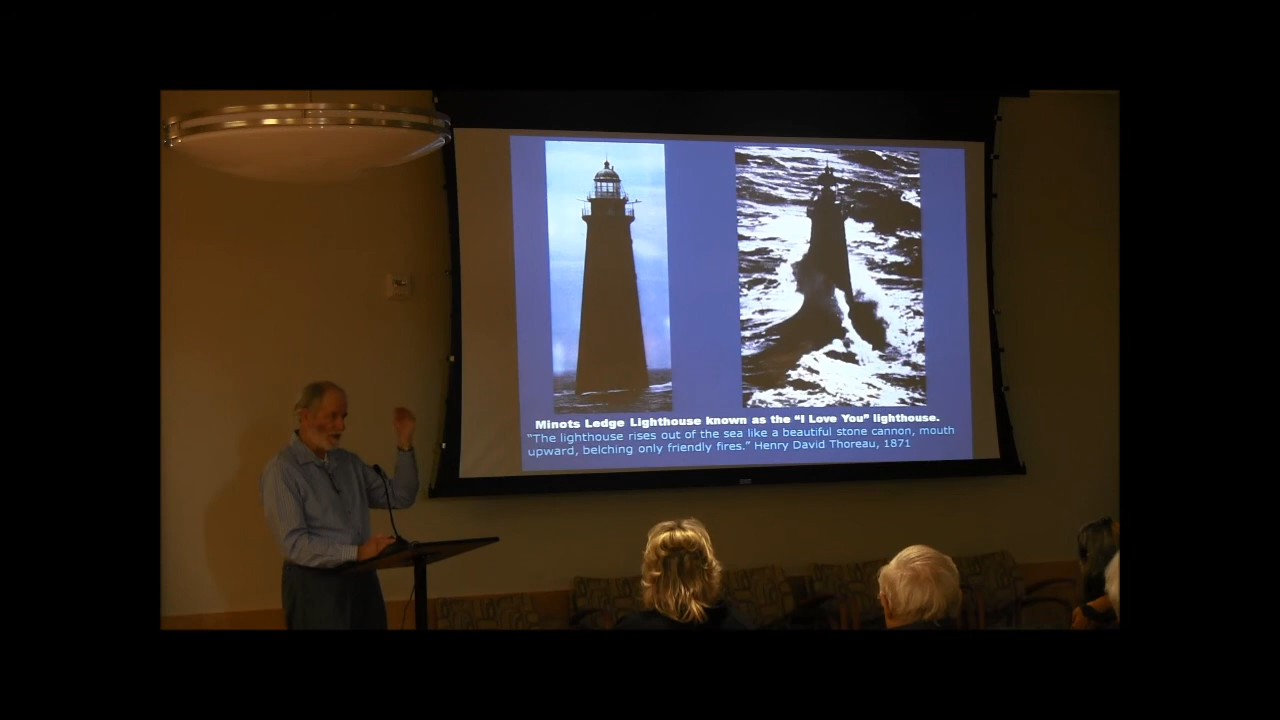 Minots Ledge Lighthouse known as the “I Love You” lighthouse.
“The lighthouse rises out of the sea like a beautiful stone cannon, mouth
upward, belching only friendly fires.” Henry David Thoreau, 1871